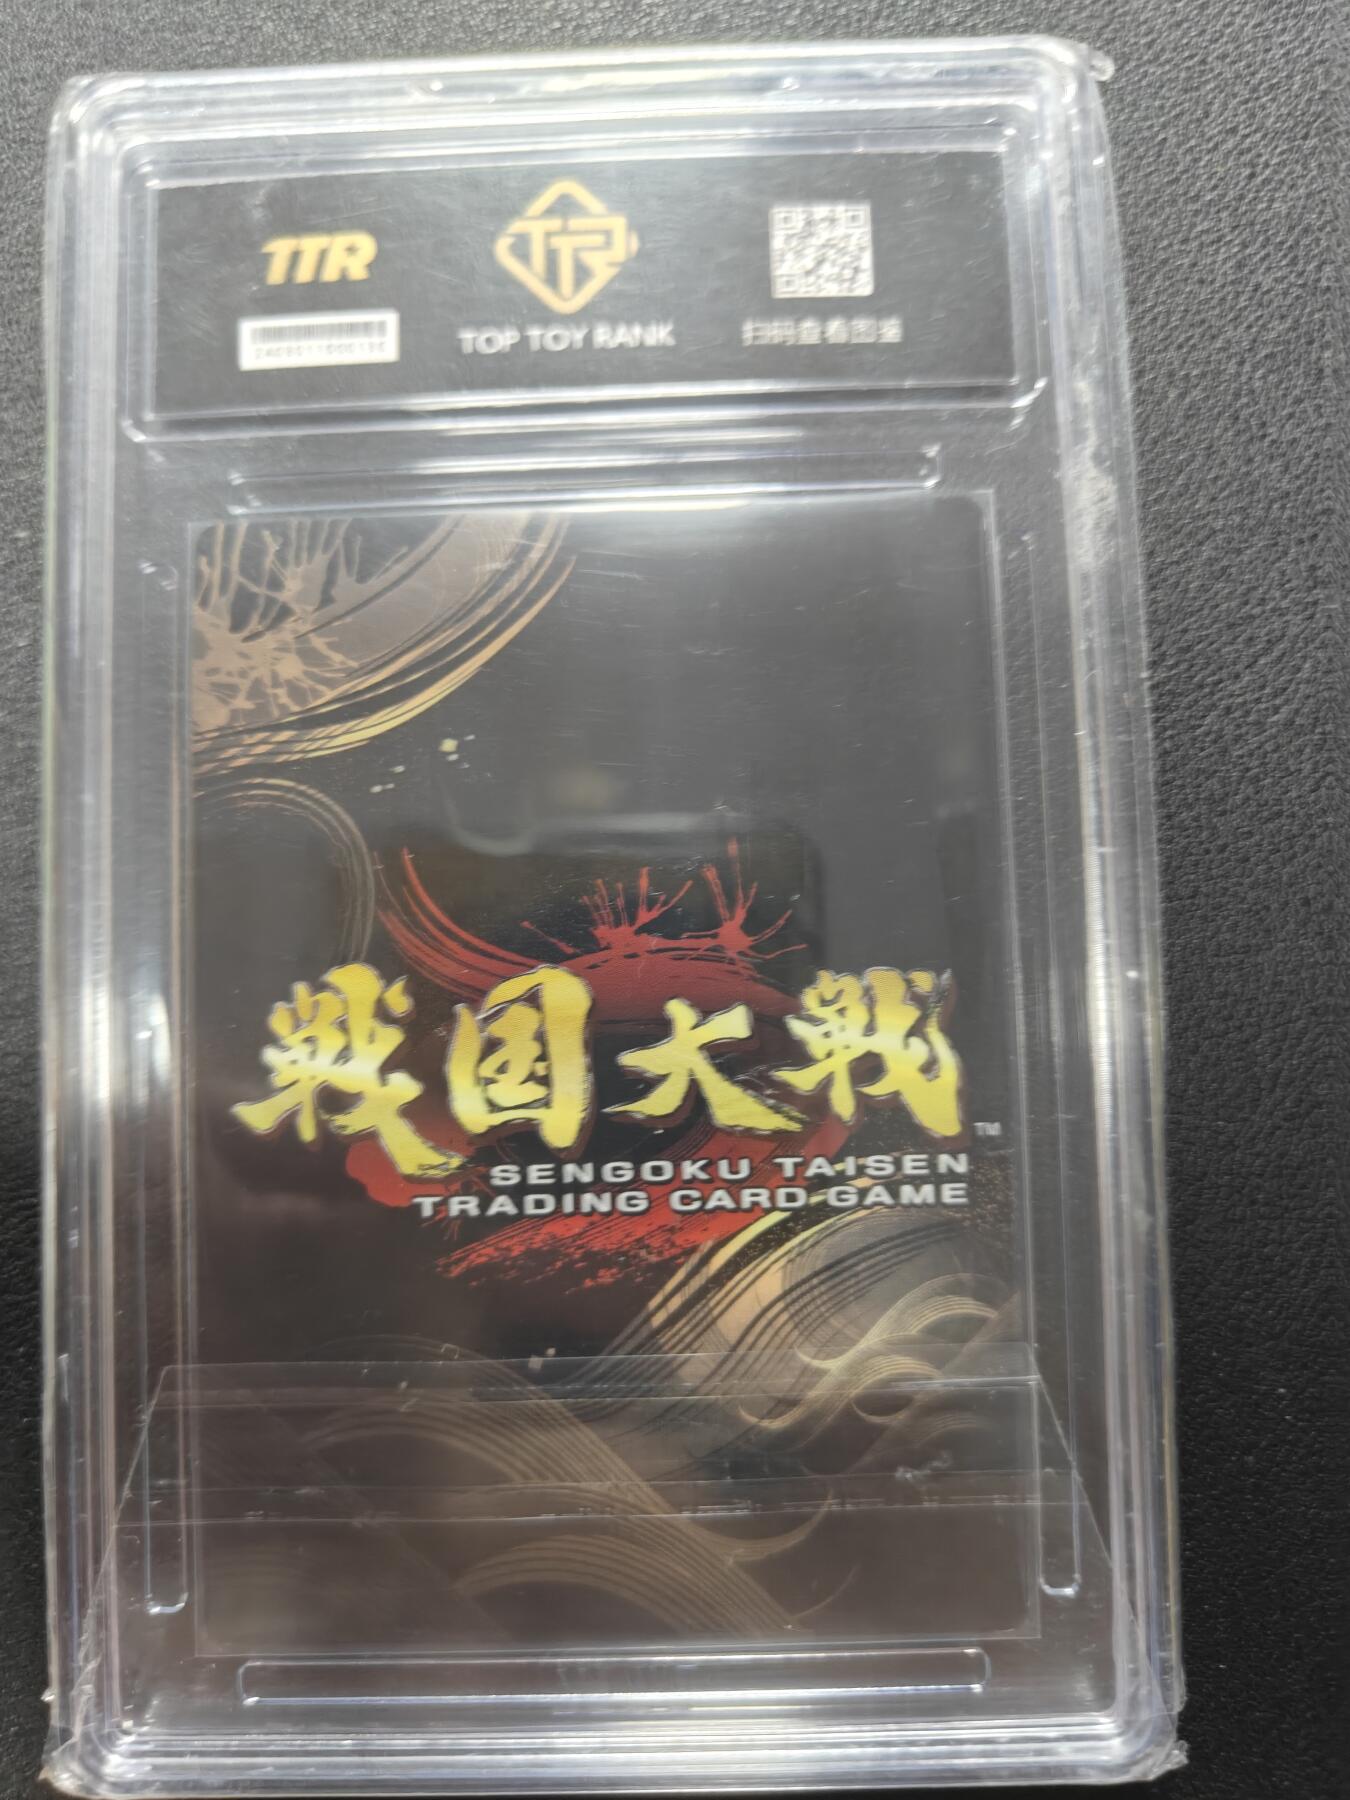 TTR
TTR
TOP TOY RANK
扫码查看图鉴
戦国大戦
TM
SENGOKU TAISEN
TRADING CARD GAME